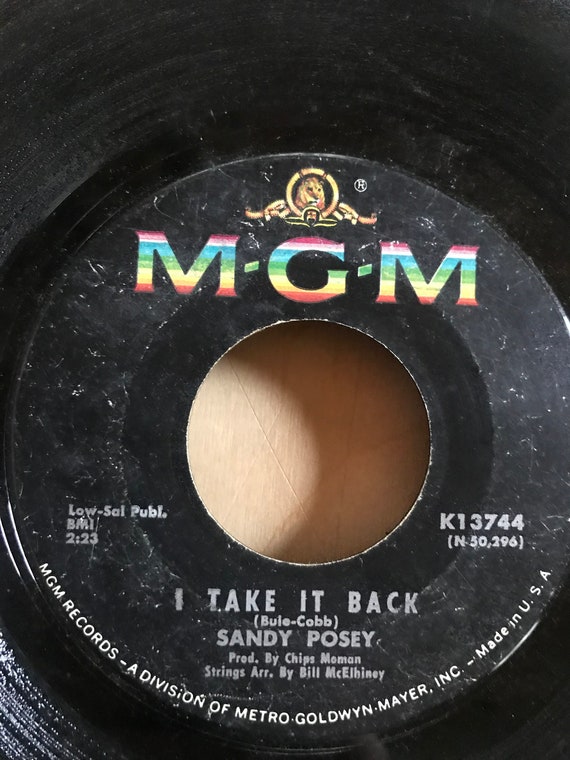 ®
M-G-M
Low-Sal Publ.
BMI
2:23
K13744
(N 50,296)
I TAKE IT BACK
(Buie-Cobb)
SANDY POSEY
Prod. By Chips Moman
Strings Arr. By Bill McElhiney
MGM RECORDS - A DIVISION OF METRO-GOLDWYN-MAYER, INC. - Made in U.S.A